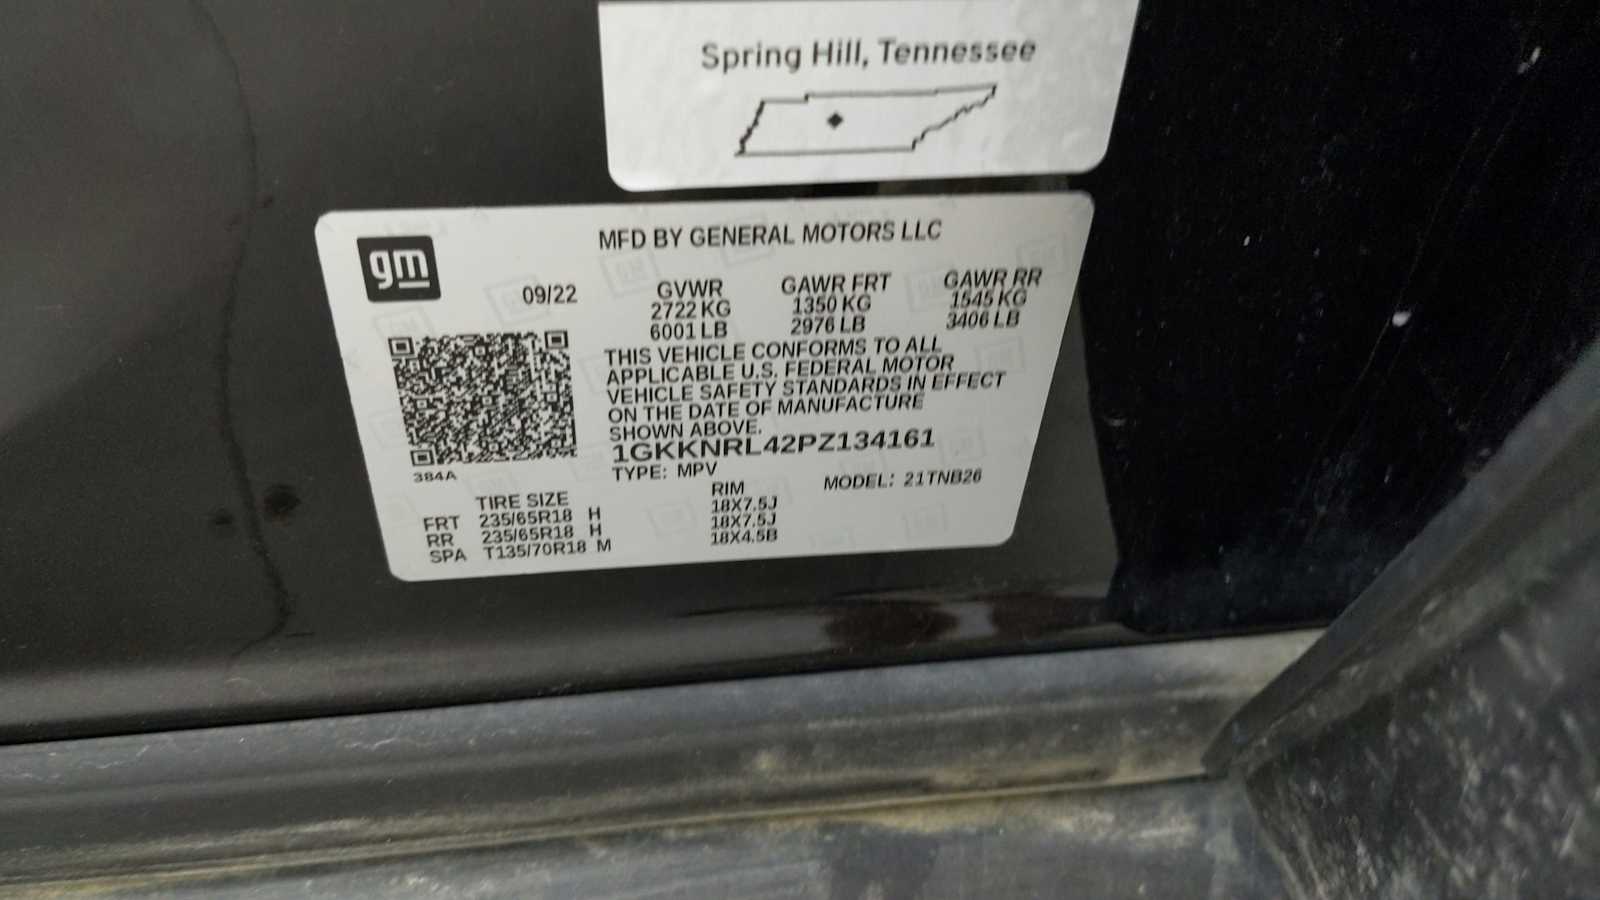 Spring Hill, Tennessee
gm
MFD BY GENERAL MOTORS LLC
09/22
GVWR GAWR FRT GAWR RR
2722 KG 1350 KG 1545 KG
6001 LB 2976 LB 3406 LB
THIS VEHICLE CONFORMS TO ALL
APPLICABLE U.S. FEDERAL MOTOR
VEHICLE SAFETY STANDARDS IN EFFECT
ON THE DATE OF MANUFACTURE
SHOWN ABOVE.
1GKKNRL42PZ134161
384A
TYPE: MPV MODEL: 21TNB26
TIRE SIZE RIM
FRT 235/65R18 H 18X7.5J
RR 235/65R18 H 18X7.5J
SPA T135/70R18 M 18X4.5B